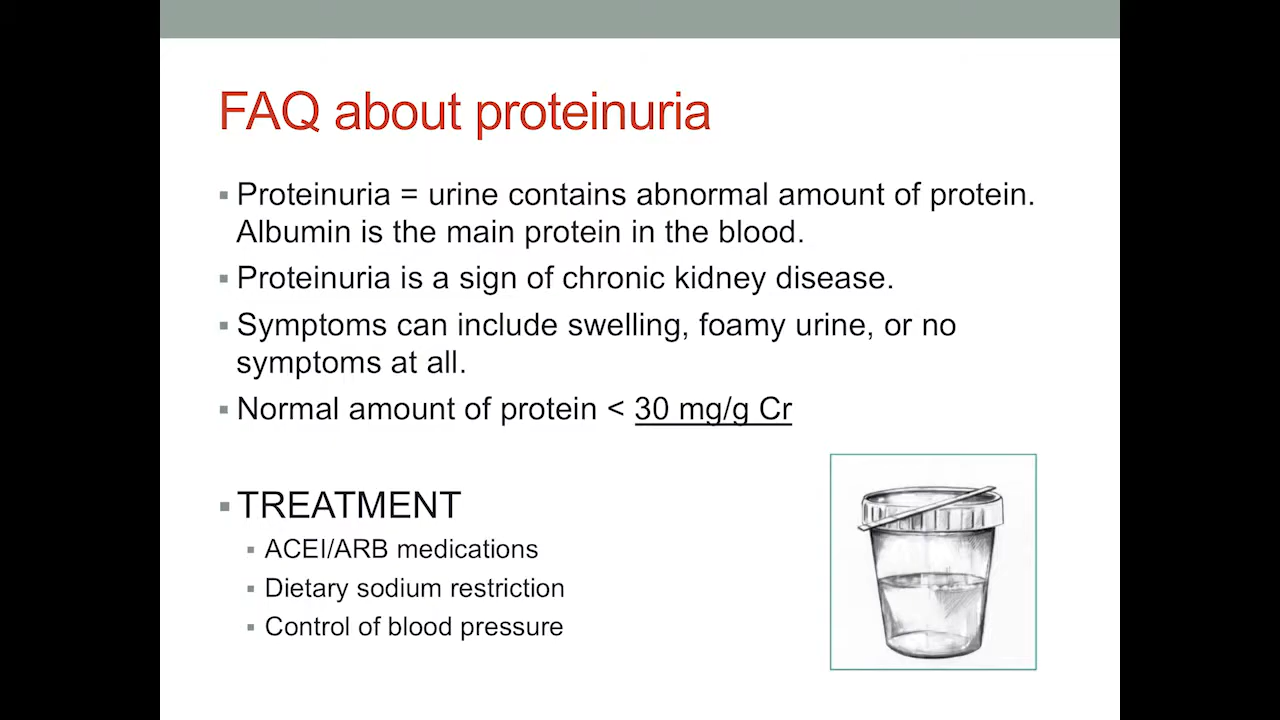 FAQ about proteinuria
▪ Proteinuria = urine contains abnormal amount of protein.
Albumin is the main protein in the blood.
▪ Proteinuria is a sign of chronic kidney disease.
▪ Symptoms can include swelling, foamy urine, or no
symptoms at all.
▪ Normal amount of protein < 30 mg/g Cr
▪ TREATMENT
▪ ACEI/ARB medications
▪ Dietary sodium restriction
▪ Control of blood pressure